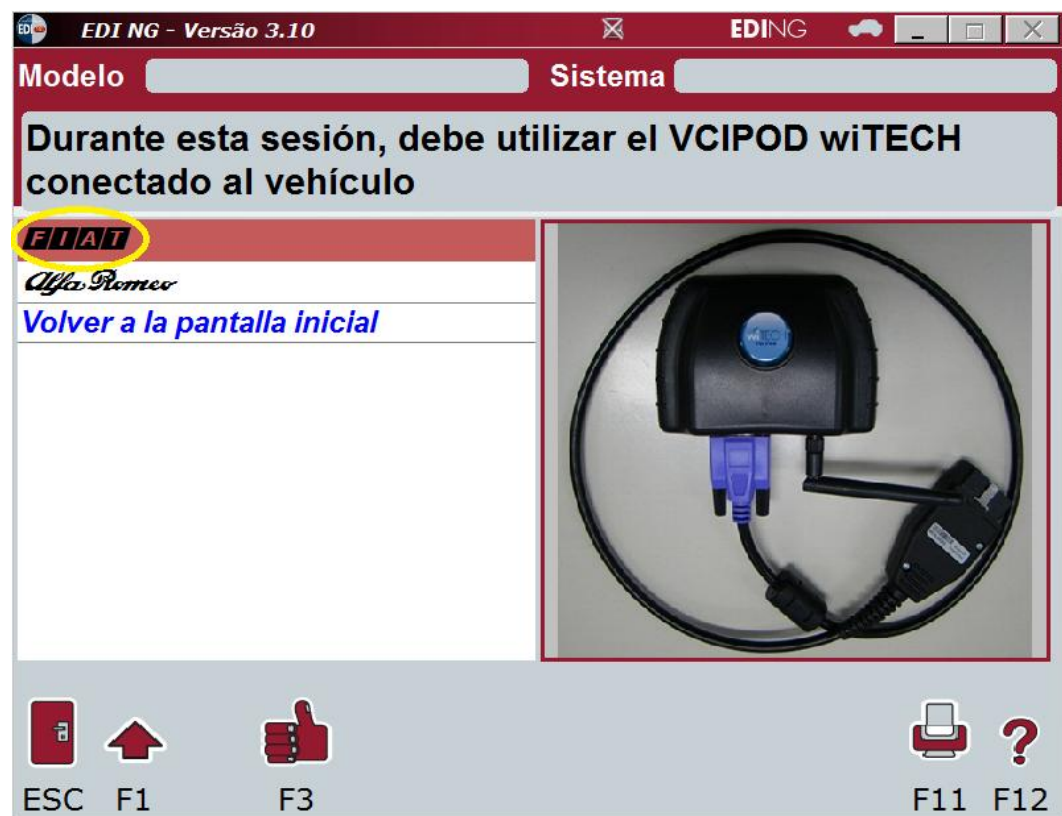 EDI NG - Versão 3.10
EDING
Modelo
Sistema
Durante esta sesión, debe utilizar el VCIPOD wiTECH
conectado al vehículo
FIAT
Alfa Romeo
Volver a la pantalla inicial
ESC F1 F3 F11 F12